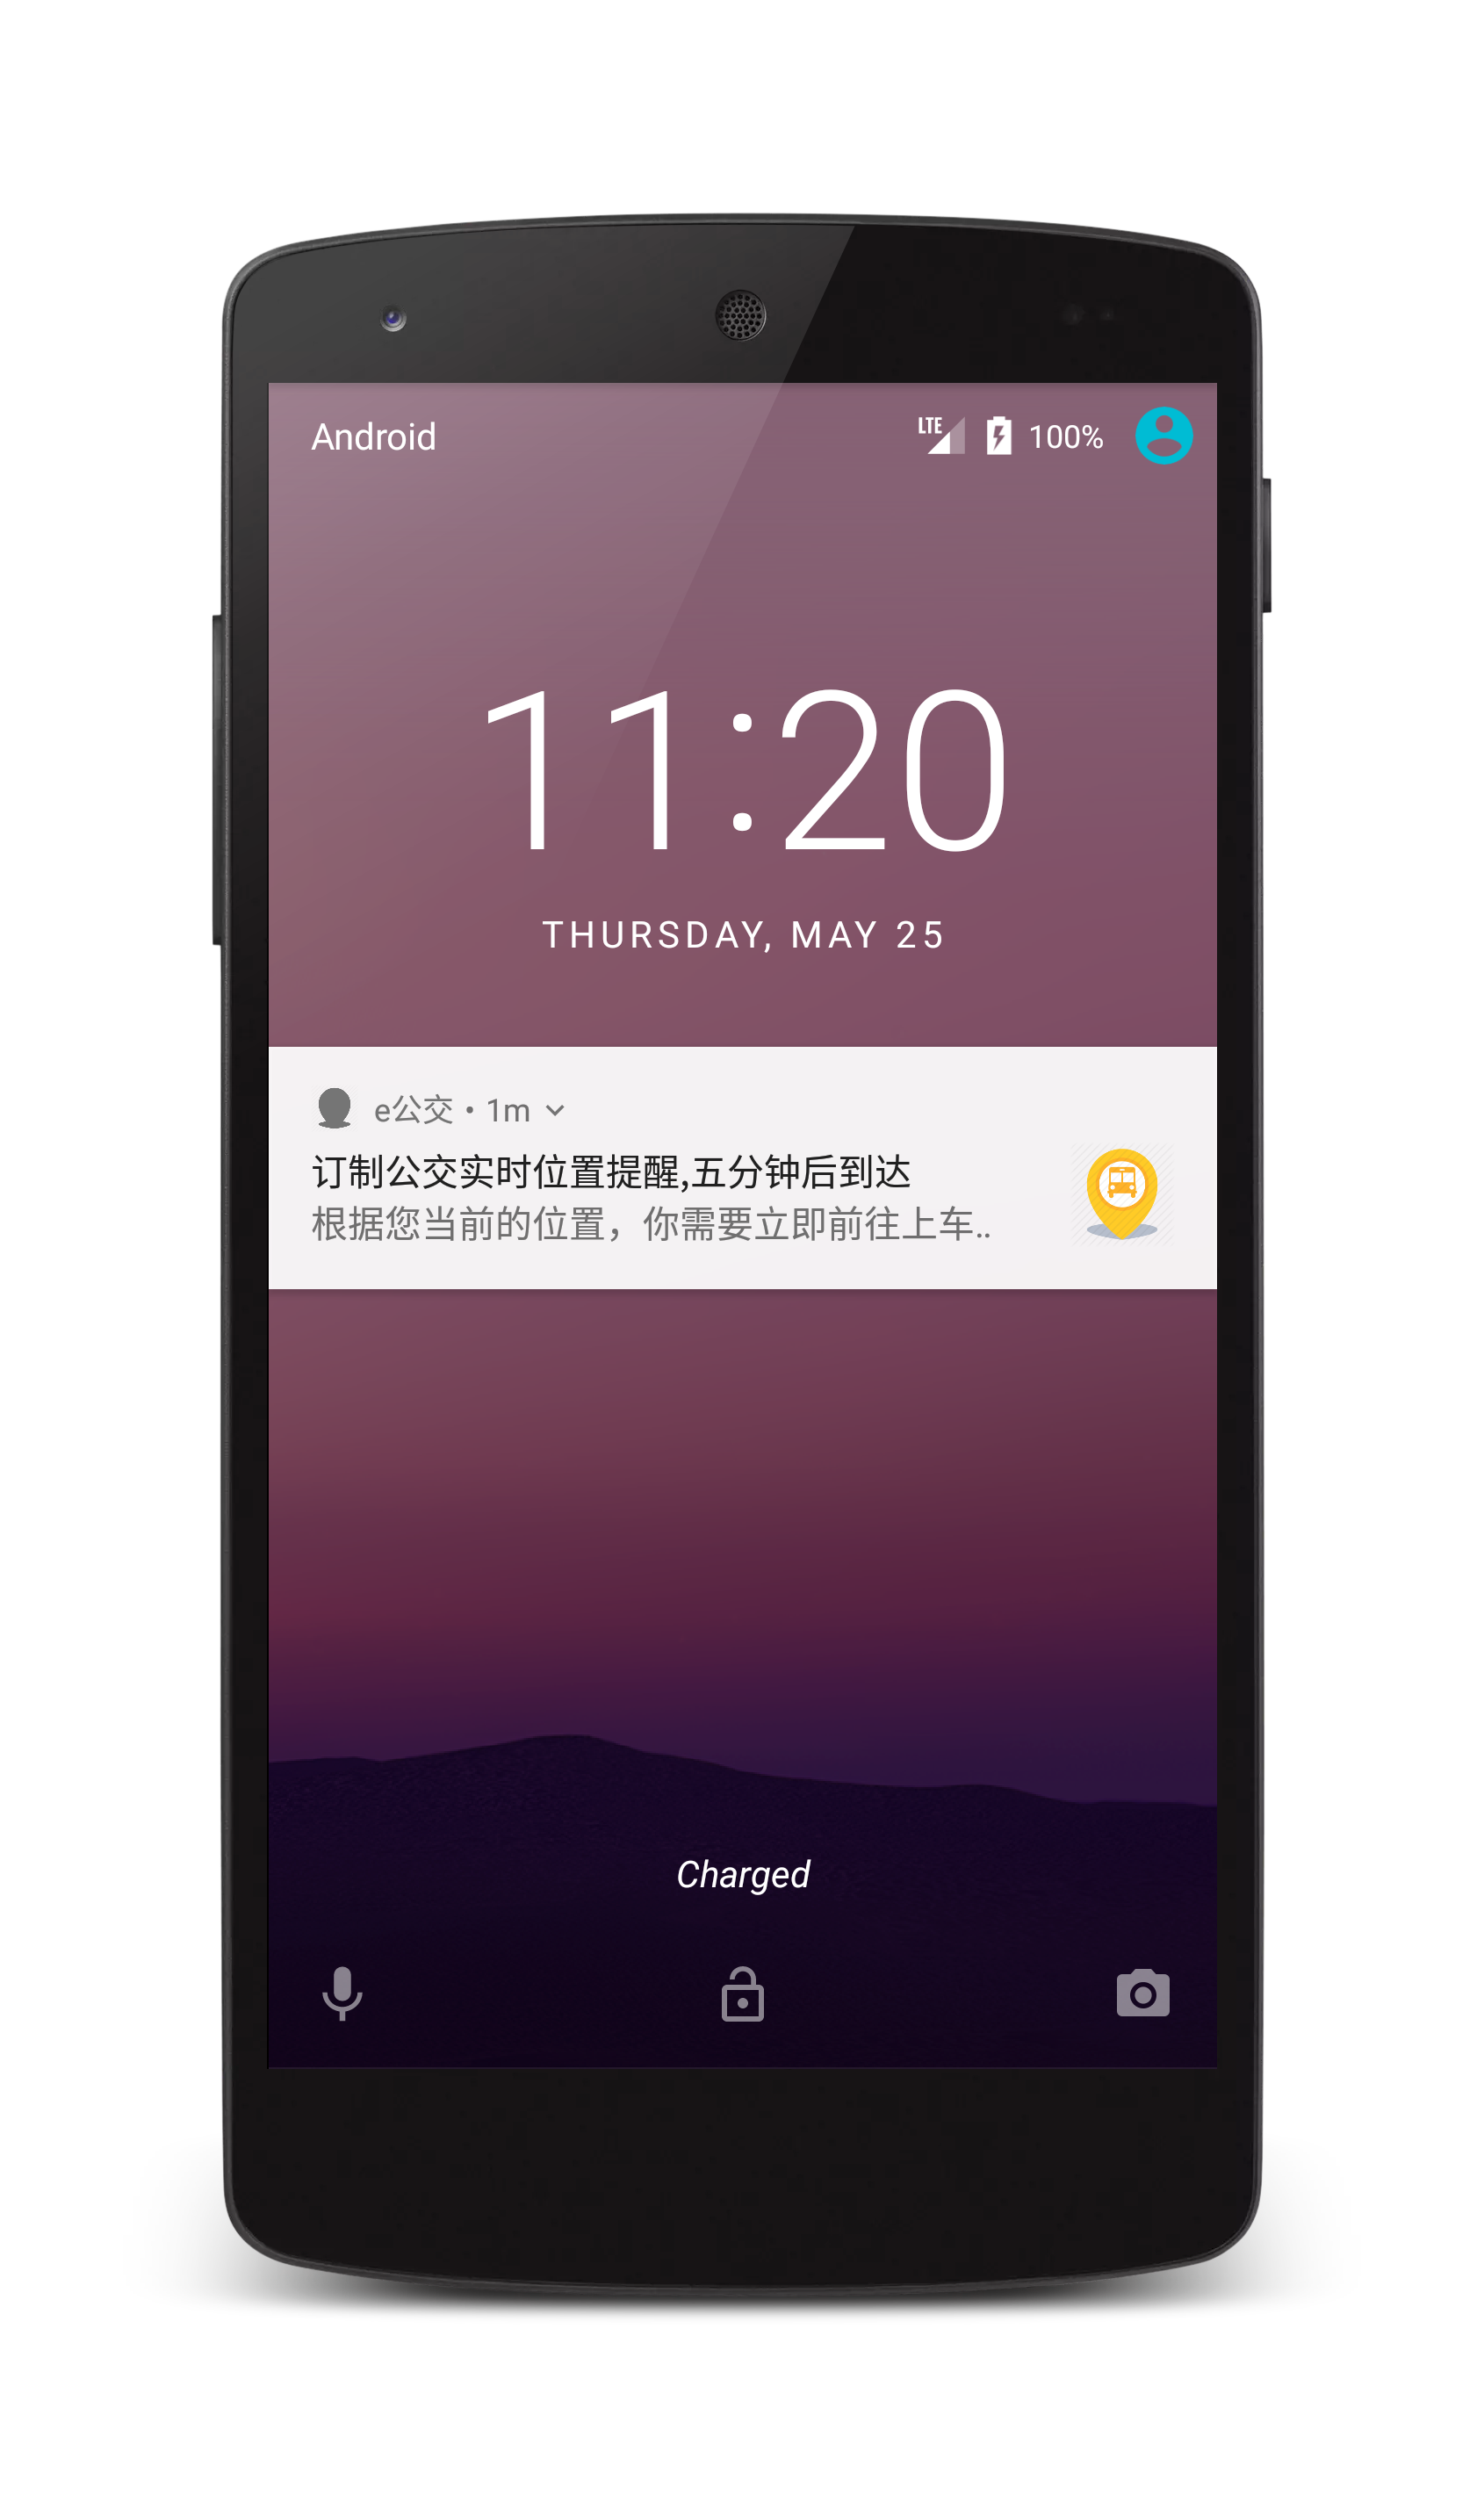 Android
LTE
100%
11:20
THURSDAY, MAY 25
e公交 • 1m
订制公交实时位置提醒,五分钟后到达
根据您当前的位置，你需要立即前往上车..
Charged